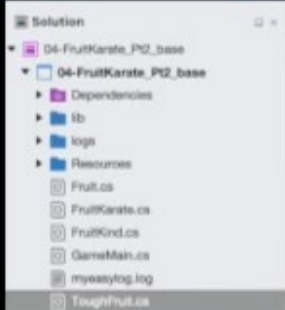 Solution
04-FruitKarate_Pt2_base
04-FruitKarate_Pt2_base
Dependencies
lib
logs
Resources
Fruit.cs
FruitKarate.cs
FruitKind.cs
GameMain.cs
myeasylog.log
ToughFruit.cs